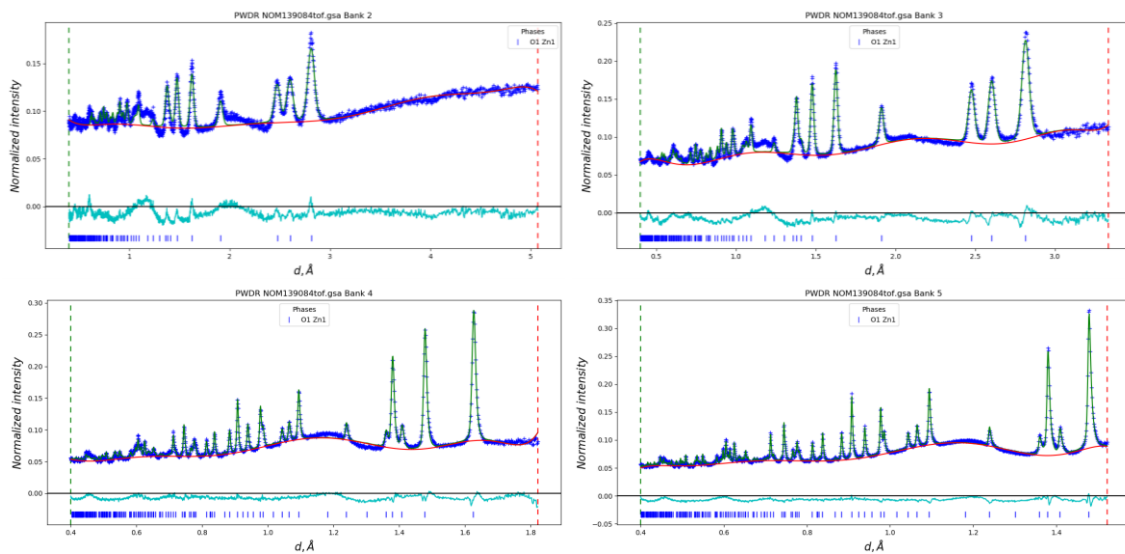 PWDR NOM139084tof.gsa Bank 2
Phases
O1 Zn1
0.15
0.10
0.05
0.00
Normalized intensity
1 2 3 4 5
d, Å
PWDR NOM139084tof.gsa Bank 3
Phases
O1 Zn1
0.25
0.20
0.15
0.10
0.05
0.00
Normalized intensity
0.5 1.0 1.5 2.0 2.5 3.0
d, Å
PWDR NOM139084tof.gsa Bank 4
Phases
O1 Zn1
0.30
0.25
0.20
0.15
0.10
0.05
0.00
Normalized intensity
0.4 0.6 0.8 1.0 1.2 1.4 1.6 1.8
d, Å
PWDR NOM139084tof.gsa Bank 5
Phases
O1 Zn1
0.35
0.30
0.25
0.20
0.15
0.10
0.05
0.00
−0.05
Normalized intensity
0.4 0.6 0.8 1.0 1.2 1.4
d, Å